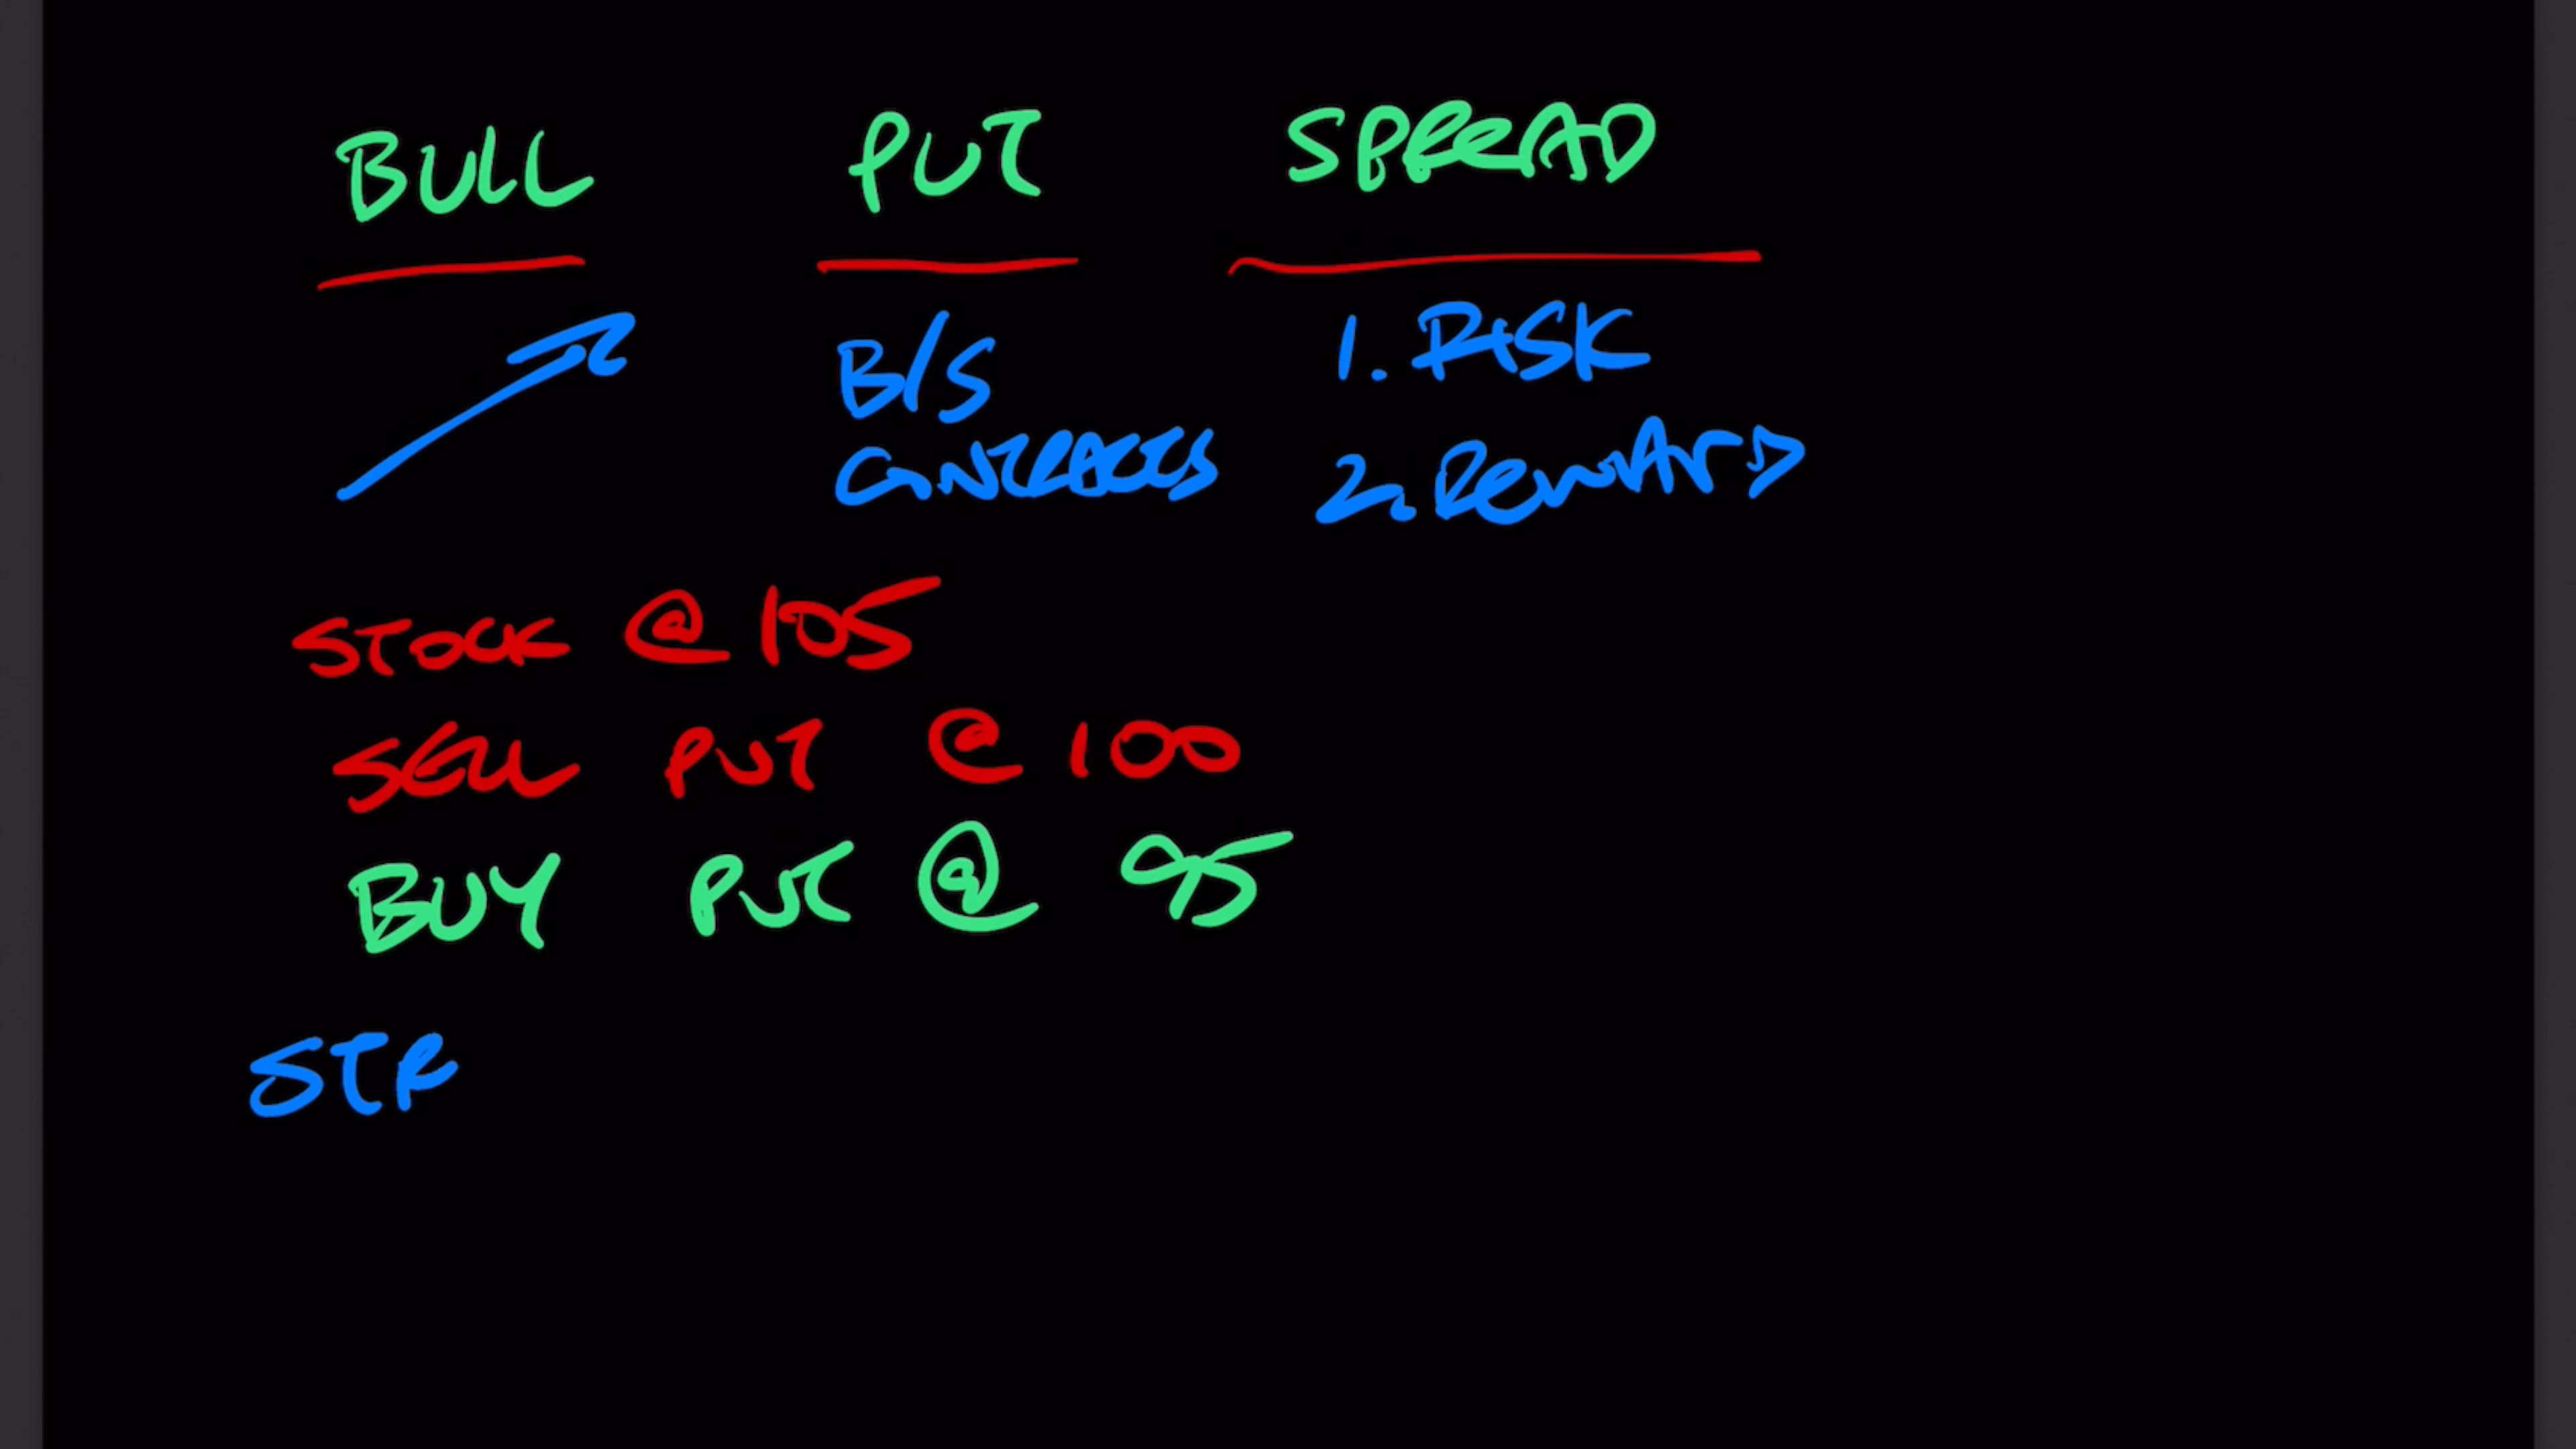 BULL PUT SPREAD
B/S CONTRACTS
1. RISK
2. REWARD
STOCK @ 105
SELL PUT @ 100
BUY PUT @ 95
STR